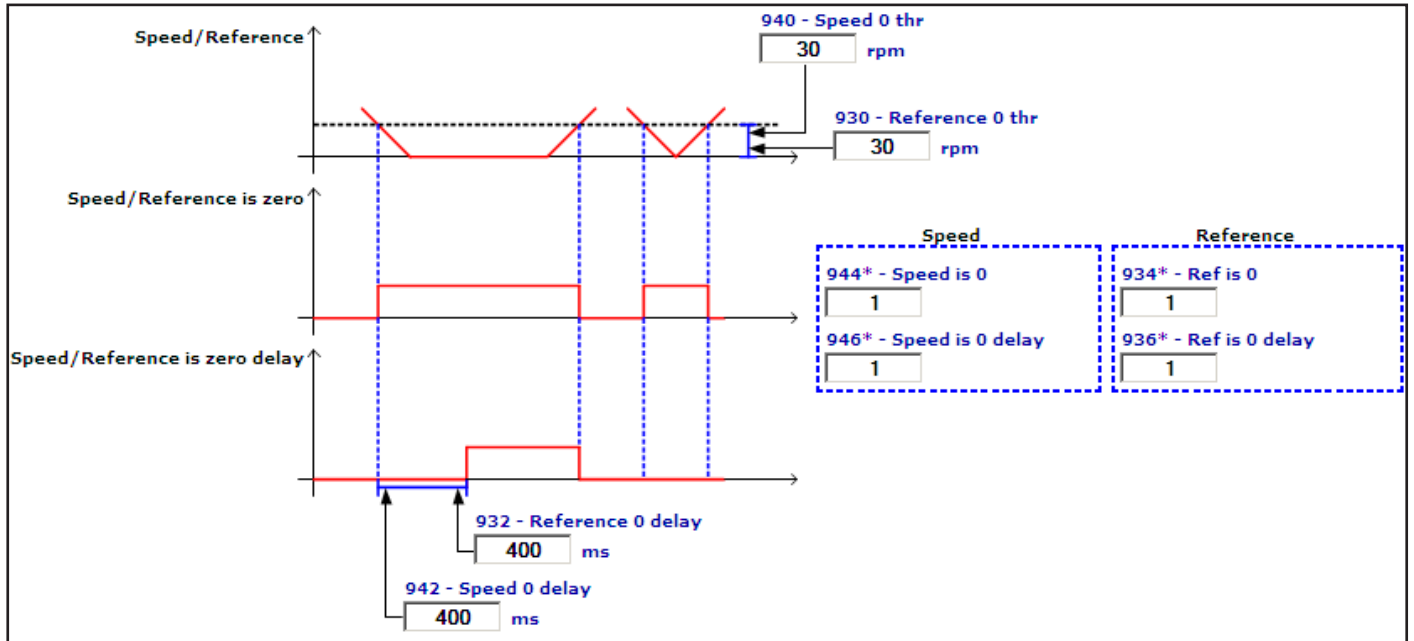 940 - Speed 0 thr
Speed/Reference
30 rpm
930 - Reference 0 thr
30 rpm
Speed/Reference is zero
Speed Reference
944* - Speed is 0 934* - Ref is 0
1 1
946* - Speed is 0 delay 936* - Ref is 0 delay
Speed/Reference is zero delay
1 1
932 - Reference 0 delay
400 ms
942 - Speed 0 delay
400 ms